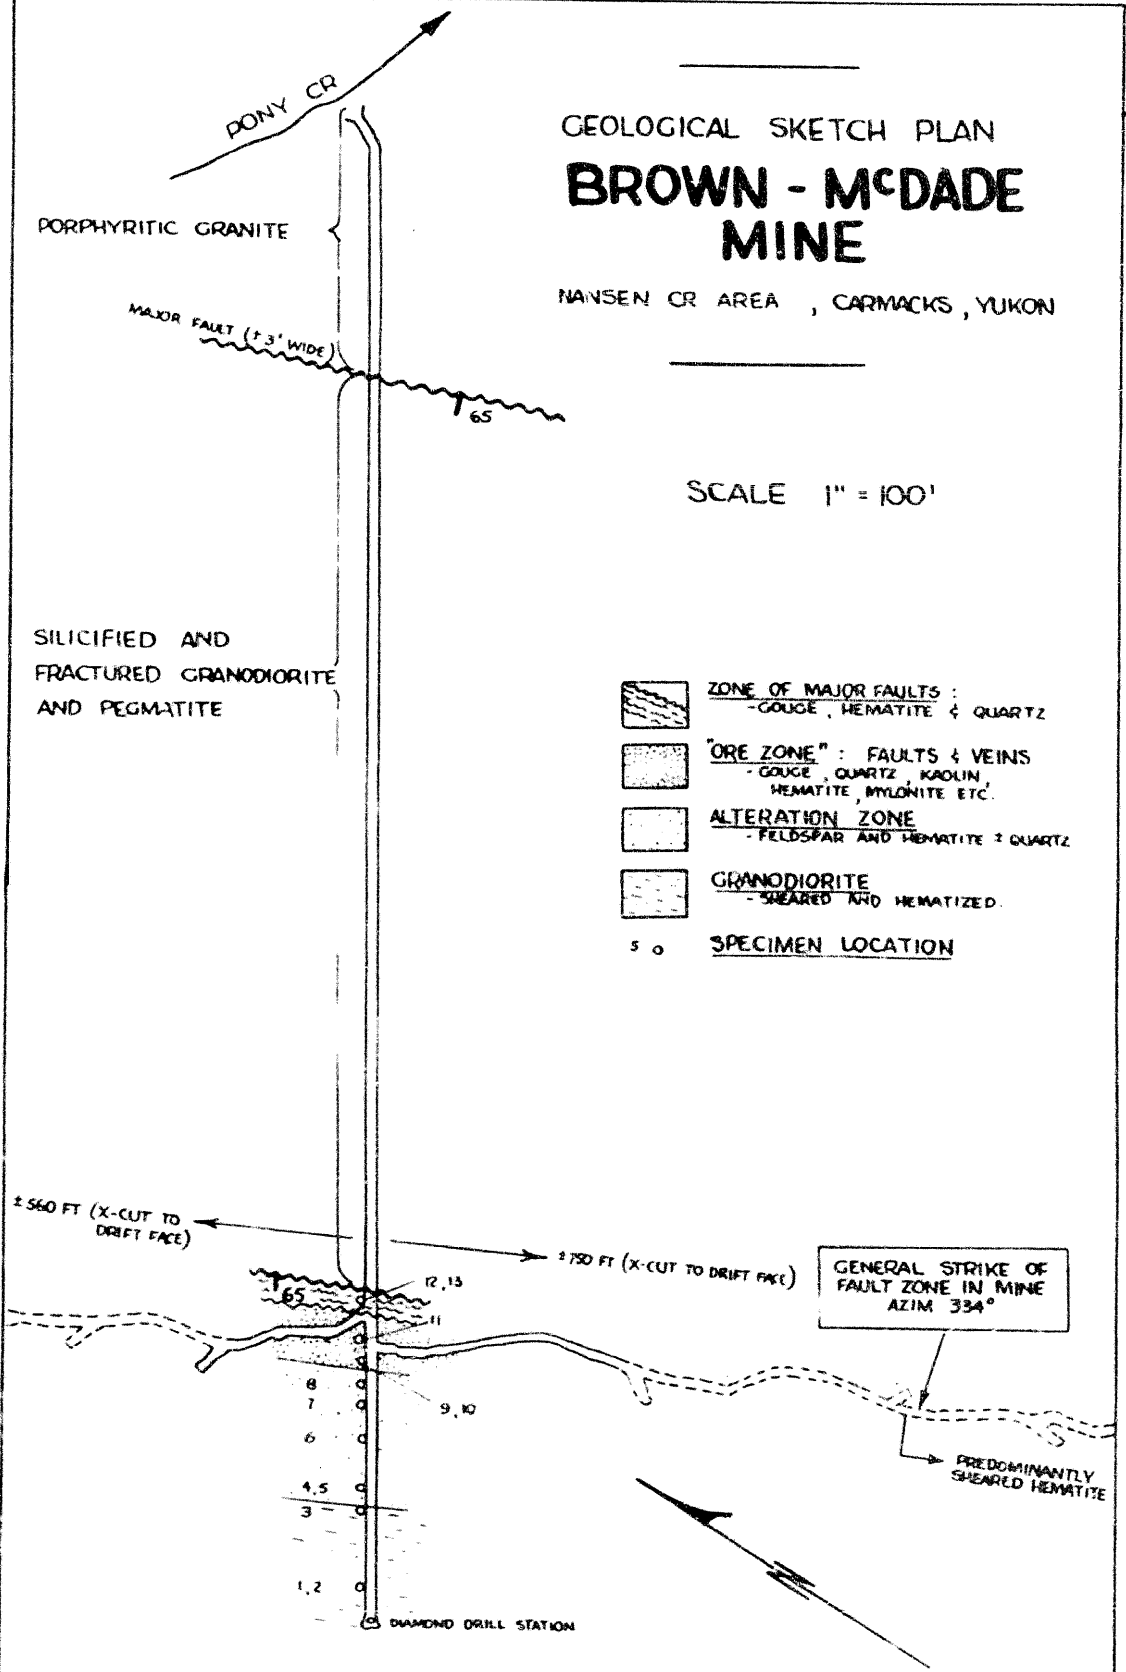 PONY CR
GEOLOGICAL SKETCH PLAN
BROWN - McDADE
MINE
NANSEN CR AREA , CARMACKS , YUKON
PORPHYRITIC GRANITE
MAJOR FAULT (± 3' WIDE)
65
SCALE 1" = 100'
SILICIFIED AND
FRACTURED GRANODIORITE
AND PEGMATITE
ZONE OF MAJOR FAULTS :
- GOUGE , HEMATITE & QUARTZ
"ORE ZONE" : FAULTS & VEINS
- GOUGE , QUARTZ , KAOLIN ,
HEMATITE , MYLONITE ETC.
ALTERATION ZONE
- FELDSPAR AND HEMATITE ± QUARTZ
GRANODIORITE
- SHEARED AND HEMATIZED.
5 SPECIMEN LOCATION
± 560 FT (X-CUT TO
DRIFT FACE)
± 750 FT (X-CUT TO DRIFT FACE)
GENERAL STRIKE OF
FAULT ZONE IN MINE
AZIM 334°
12,13
65
11
8
7
9,10
6
4,5
3
1,2
PREDOMINANTLY
SHEARED HEMATITE
N
DIAMOND DRILL STATION